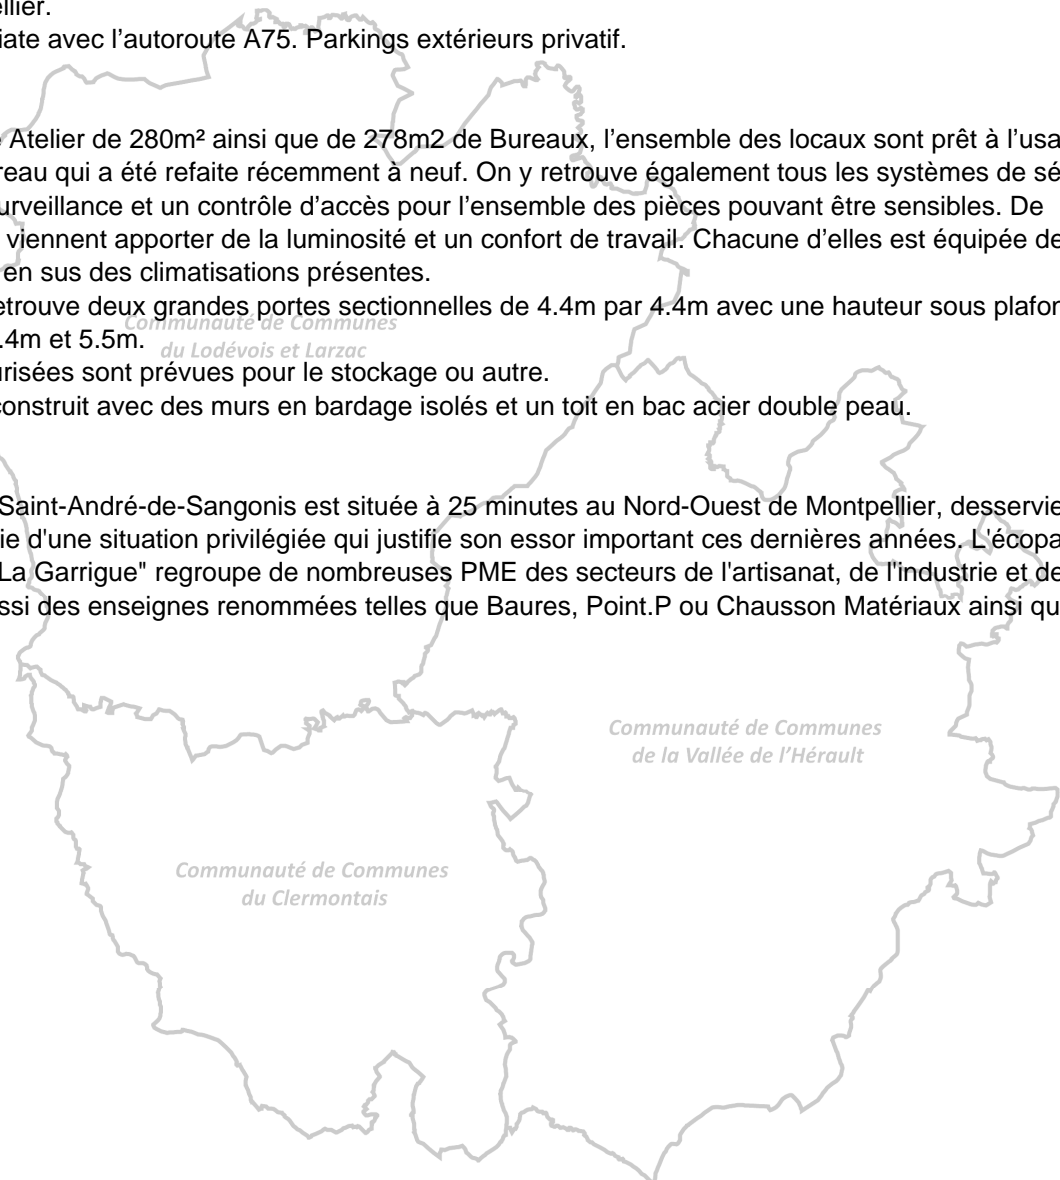 ellier.
iate avec l’autoroute A75. Parkings extérieurs privatif.
Atelier de 280m² ainsi que de 278m2 de Bureaux, l’ensemble des locaux sont prêt à l’usa
reau qui a été refaite récemment à neuf. On y retrouve également tous les systèmes de sé
urveillance et un contrôle d’accès pour l’ensemble des pièces pouvant être sensibles. De
viennent apporter de la luminosité et un confort de travail. Chacune d’elles est équipée de
en sus des climatisations présentes.
etrouve deux grandes portes sectionnelles de 4.4m par 4.4m avec une hauteur sous plafon
.4m et 5.5m.
Communauté de Communes
du Lodévois et Larzac
urisées sont prévues pour le stockage ou autre.
construit avec des murs en bardage isolés et un toit en bac acier double peau.
Saint-André-de-Sangonis est située à 25 minutes au Nord-Ouest de Montpellier, desservie
ie d'une situation privilégiée qui justifie son essor important ces dernières années. L'écopa
La Garrigue" regroupe de nombreuses PME des secteurs de l'artisanat, de l'industrie et de
ssi des enseignes renommées telles que Baures, Point.P ou Chausson Matériaux ainsi qu
Communauté de Communes
de la Vallée de l’Hérault
Communauté de Communes
du Clermontais